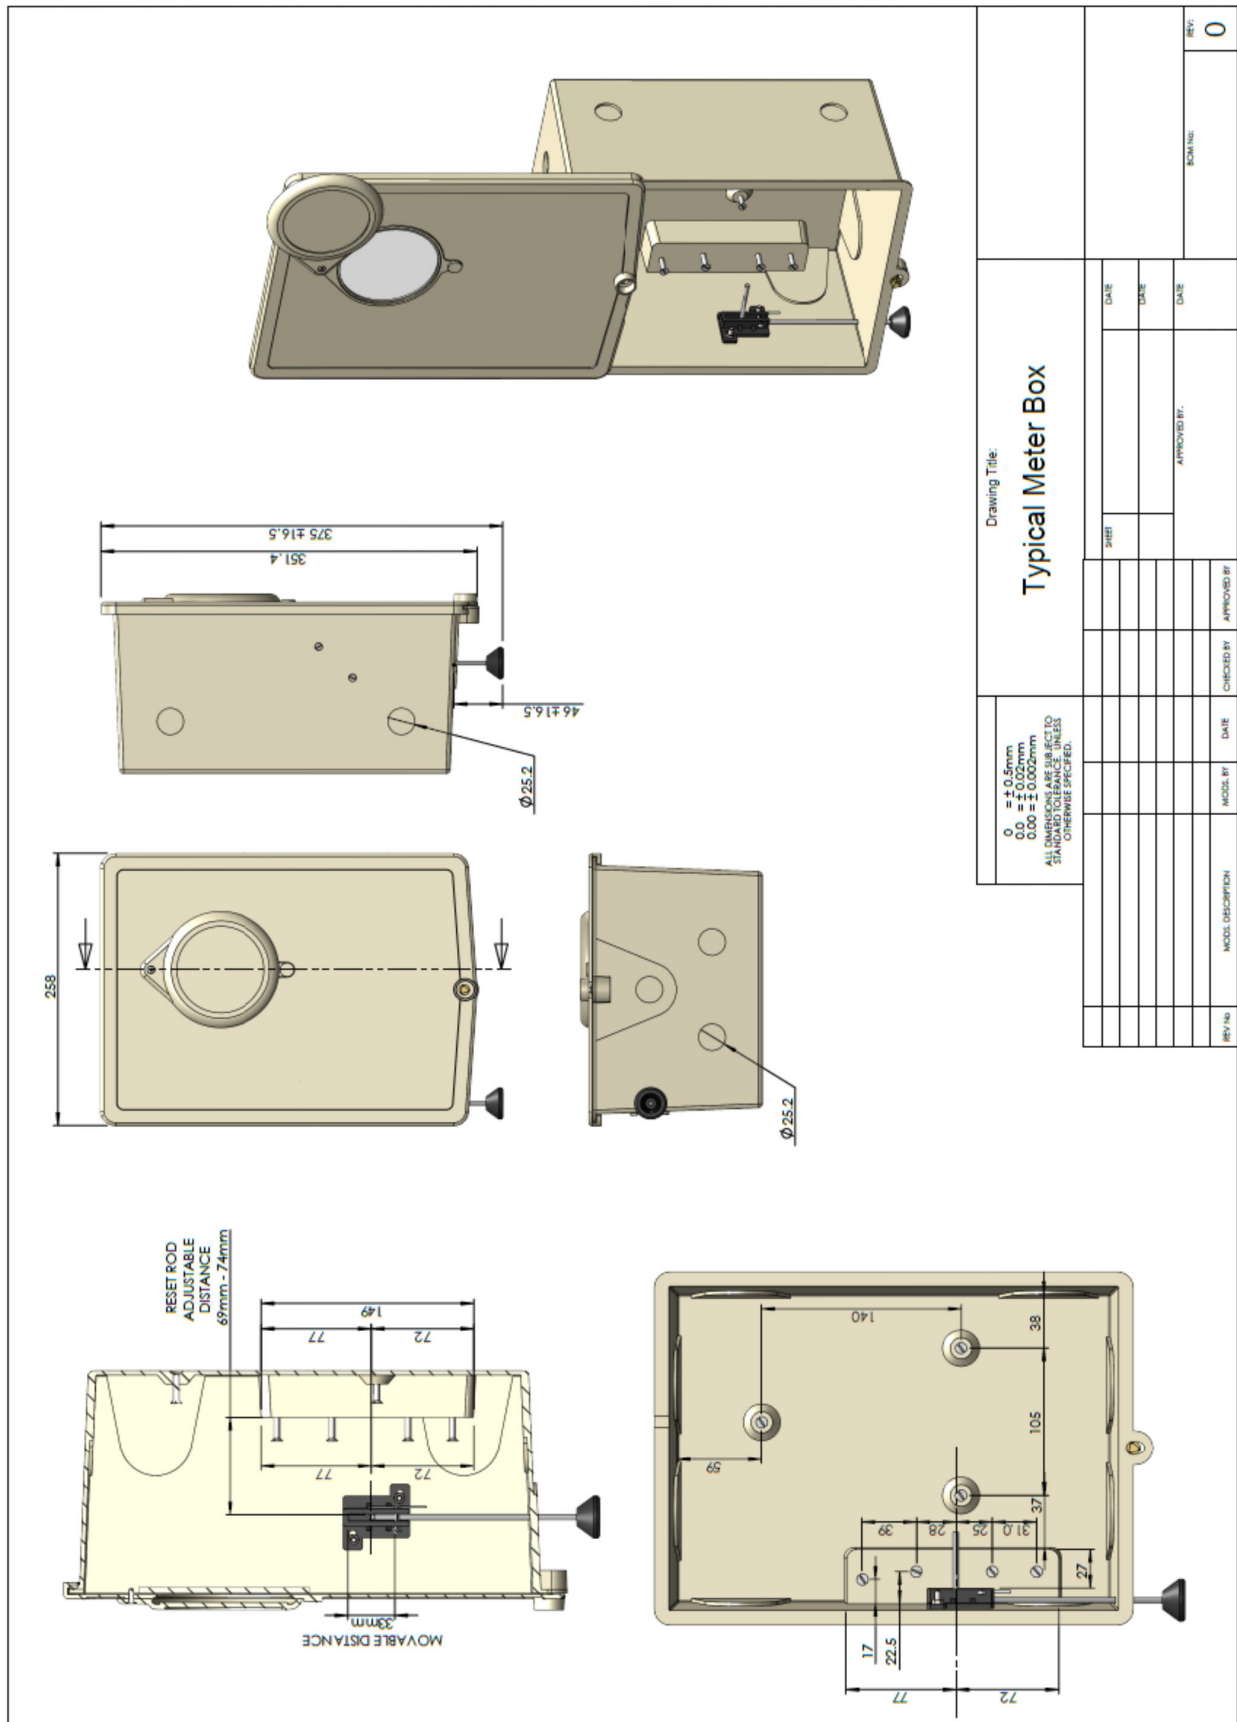 REV:
0
BOM No:
Drawing Title:
Typical Meter Box
DATE
DATE
DATE
SHEET
APPROVED BY.
0 = ± 0.5mm
0.0 = ± 0.02mm
0.00 = ± 0.002mm
ALL DIMENSIONS ARE SUBJECT TO
STANDARD TOLERANCE, UNLESS
OTHERWISE SPECIFIED.
REV No
MODS. DESCRIPTION
MODS. BY
DATE
CHECKED BY
APPROVED BY
375 ±16.5
351.4
46 ±16.5
Ø25.2
258
Ø25.2
RESET ROD
ADJUSTABLE
DISTANCE
69mm - 74mm
149
77
72
77
72
33mm
MOVABLE DISTANCE
140
38
105
59
37
39
28
25
31.0
27
17
22.5
77
72